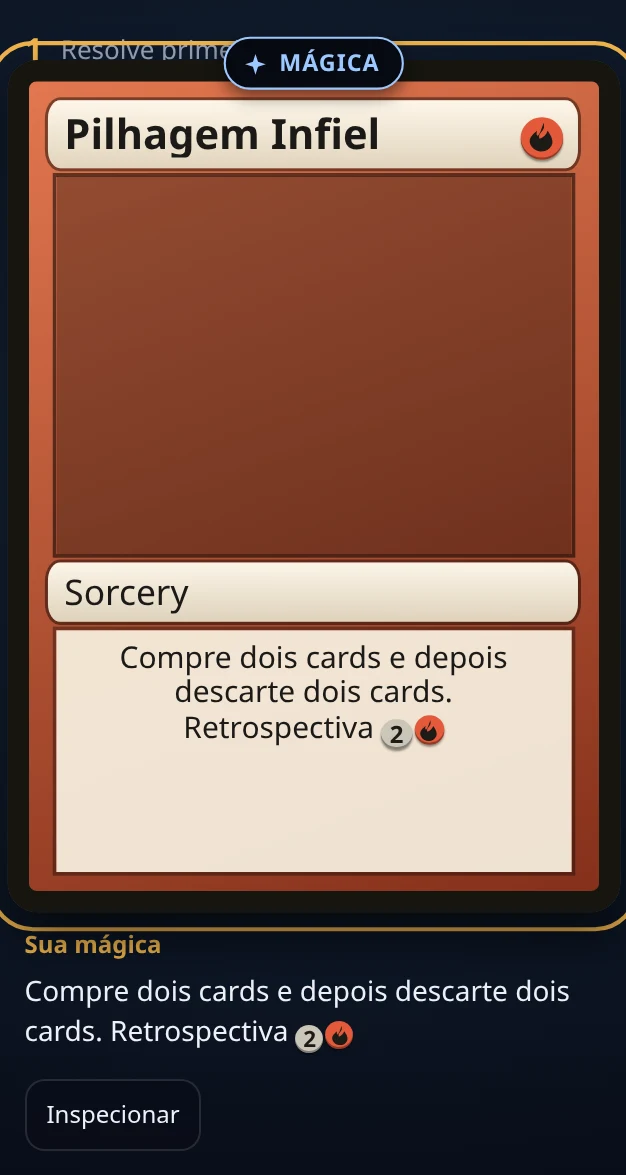 1 Resolve prime
MÁGICA
Pilhagem Infiel
Sorcery
Compre dois cards e depois
descarte dois cards.
Retrospectiva 2
Sua mágica
Compre dois cards e depois descarte dois
cards. Retrospectiva 2
Inspecionar